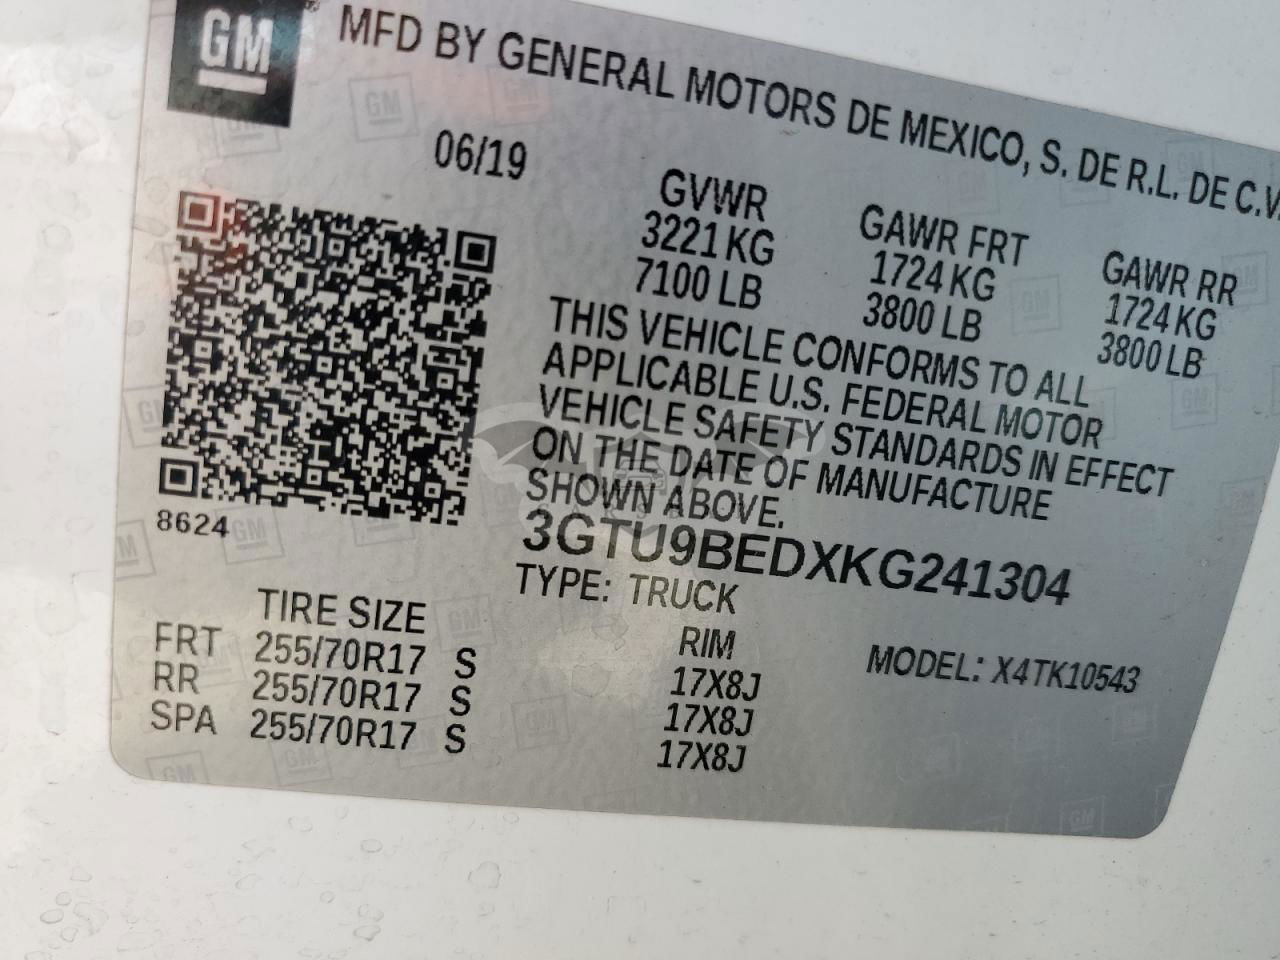 GM
MFD BY GENERAL MOTORS DE MEXICO, S. DE R.L. DE C.V.
06/19
GVWR GAWR FRT GAWR RR
3221 KG 1724 KG 1724 KG
7100 LB 3800 LB 3800 LB
THIS VEHICLE CONFORMS TO ALL
APPLICABLE U.S. FEDERAL MOTOR
VEHICLE SAFETY STANDARDS IN EFFECT
ON THE DATE OF MANUFACTURE
SHOWN ABOVE.
8624
3GTU9BEDXKG241304
TYPE: TRUCK
TIRE SIZE RIM MODEL: X4TK10543
FRT 255/70R17 S 17X8J
RR 255/70R17 S 17X8J
SPA 255/70R17 S 17X8J